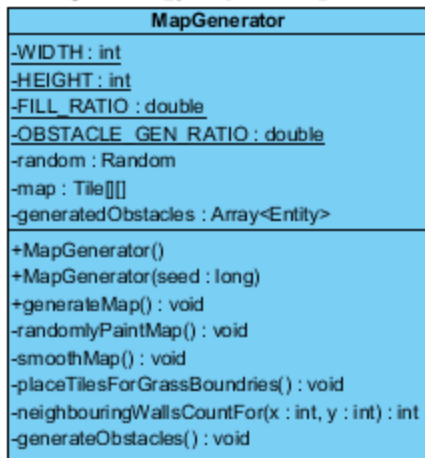 MapGenerator
-WIDTH : int
-HEIGHT : int
-FILL_RATIO : double
-OBSTACLE_GEN_RATIO : double
-random : Random
-map : Tile[][]
-generatedObstacles : Array<Entity>
+MapGenerator()
+MapGenerator(seed : long)
+generateMap() : void
-randomlyPaintMap() : void
-smoothMap() : void
-placeTilesForGrassBoundries() : void
-neighbouringWallsCountFor(x : int, y : int) : int
-generateObstacles() : void